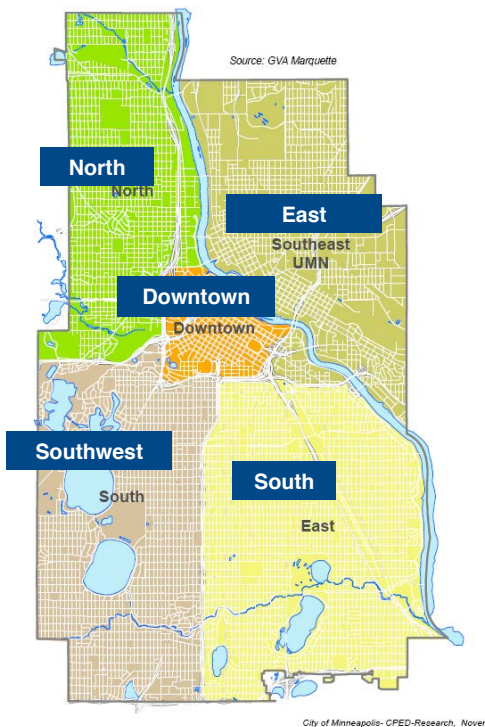 Source: GVA Marquette
North
North
East
Southeast
UMN
Downtown
Downtown
Southwest
South
South
East
City of Minneapolis- CPED-Research, Nover